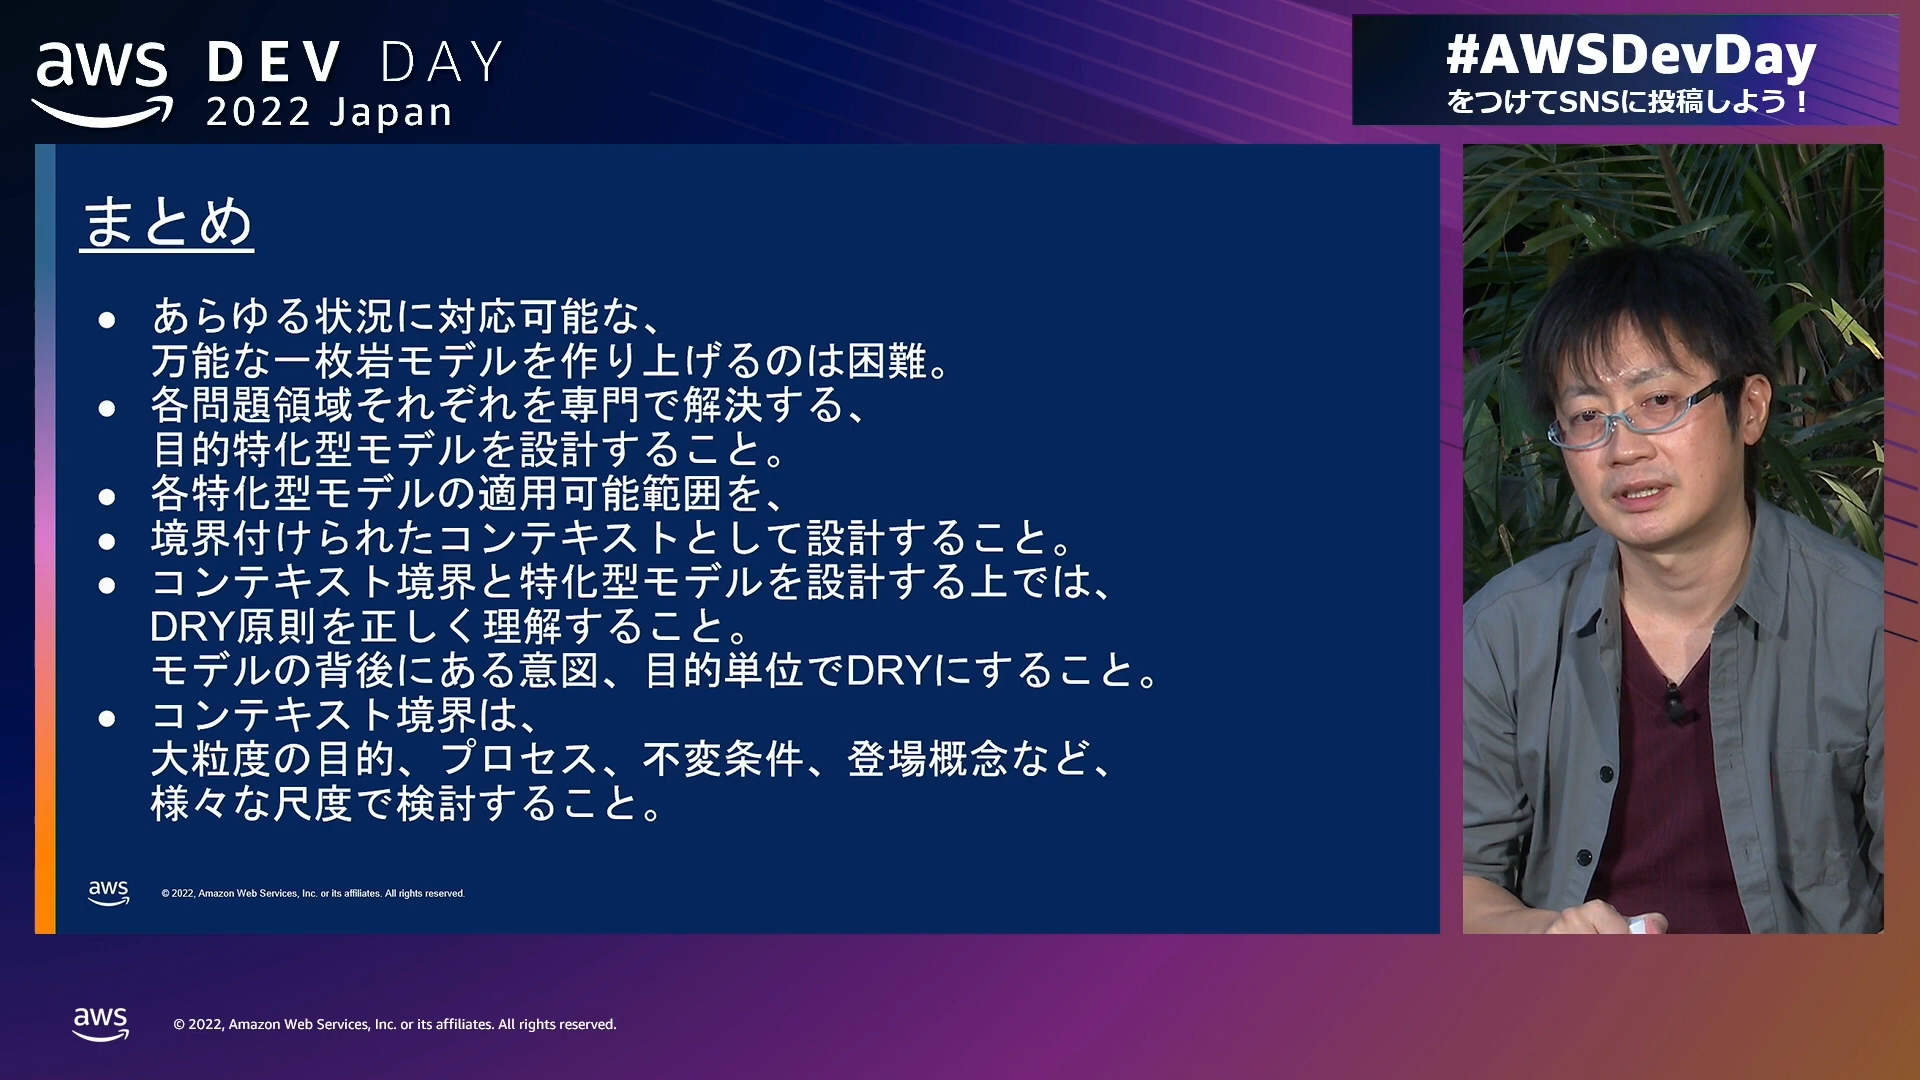 aws DEV DAY
2022 Japan
#AWSDevDay
をつけてSNSに投稿しよう！
まとめ
● あらゆる状況に対応可能な、
万能な一枚岩モデルを作り上げるのは困難。
● 各問題領域それぞれを専門で解決する、
目的特化型モデルを設計すること。
● 各特化型モデルの適用可能範囲を、
● 境界付けられたコンテキストとして設計すること。
● コンテキスト境界と特化型モデルを設計する上では、
DRY原則を正しく理解すること。
モデルの背後にある意図、目的単位でDRYにすること。
● コンテキスト境界は、
大粒度の目的、プロセス、不変条件、登場概念など、
様々な尺度で検討すること。
aws © 2022, Amazon Web Services, Inc. or its affiliates. All rights reserved.
aws © 2022, Amazon Web Services, Inc. or its affiliates. All rights reserved.